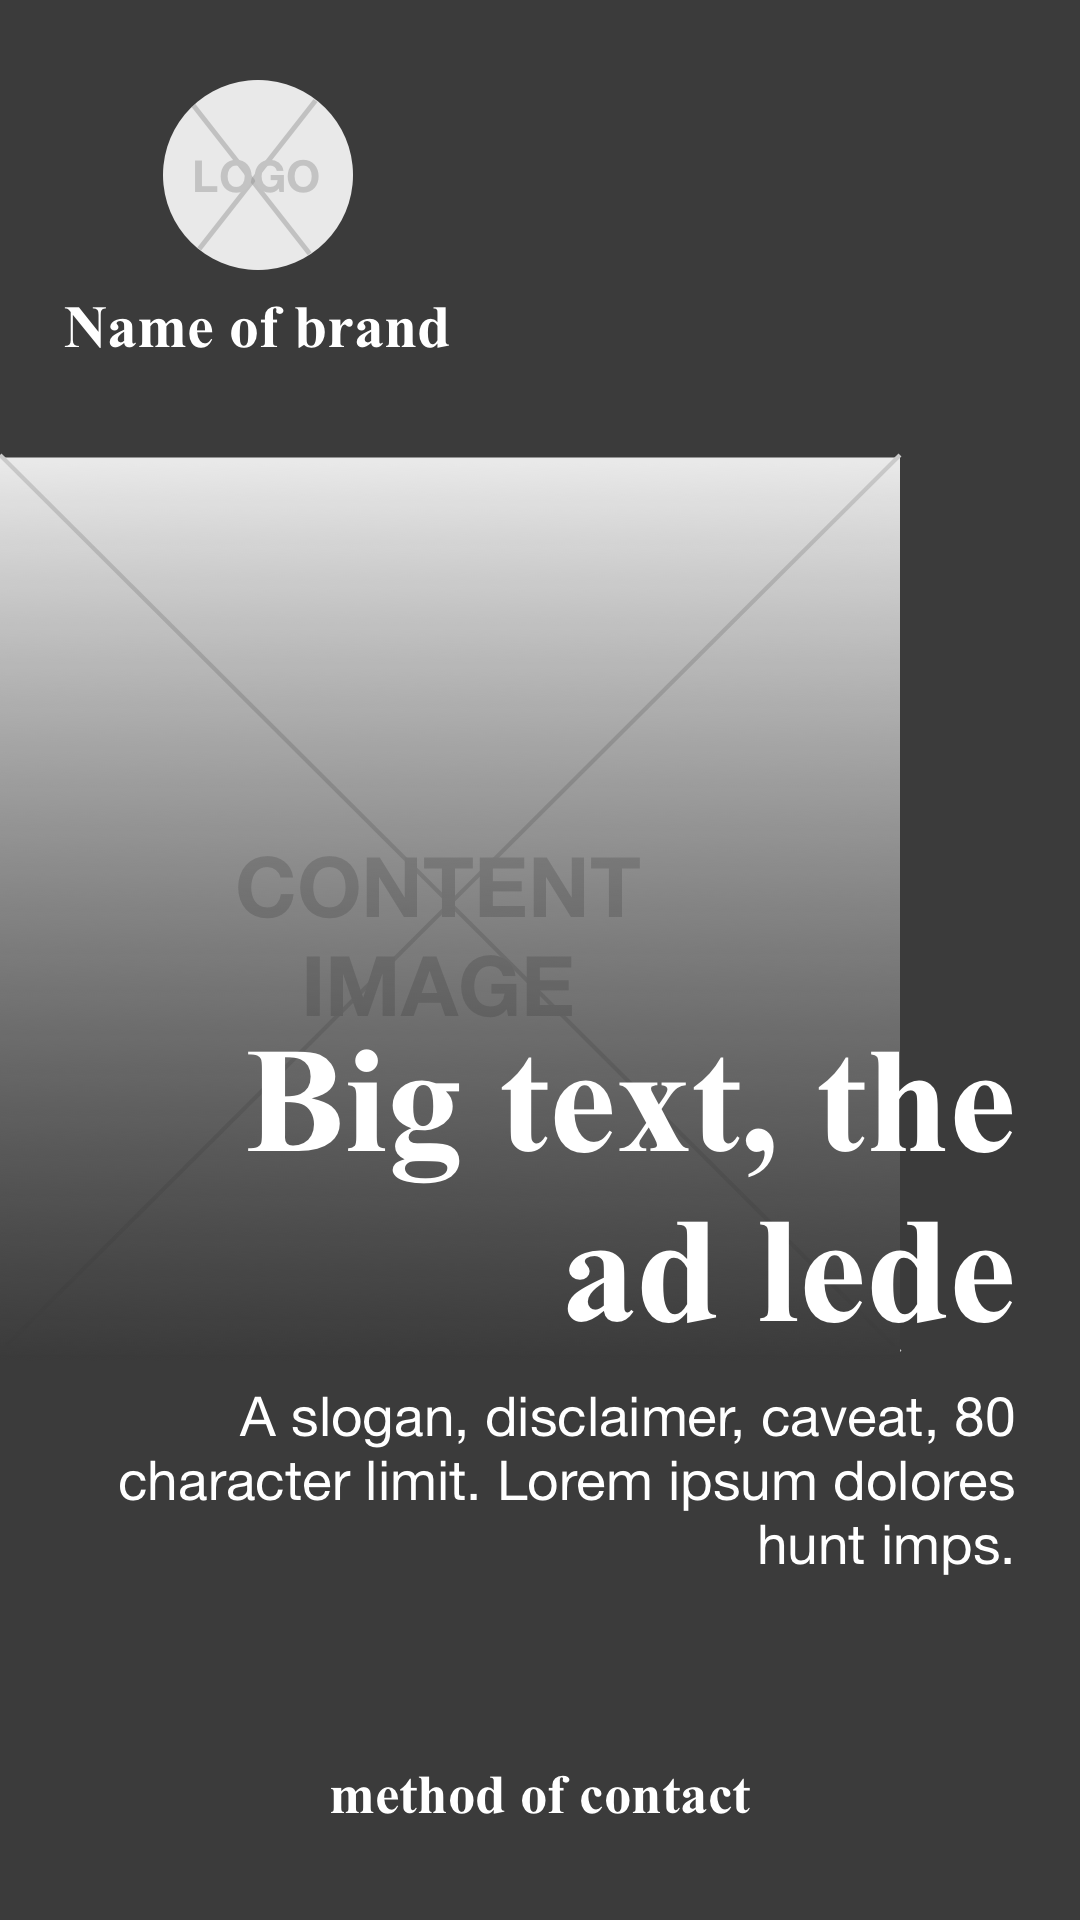 LOGO
Name of brand
CONTENT
IMAGE
Big text, the
ad lede
A slogan, disclaimer, caveat, 80
character limit. Lorem ipsum dolores
hunt imps.
method of contact